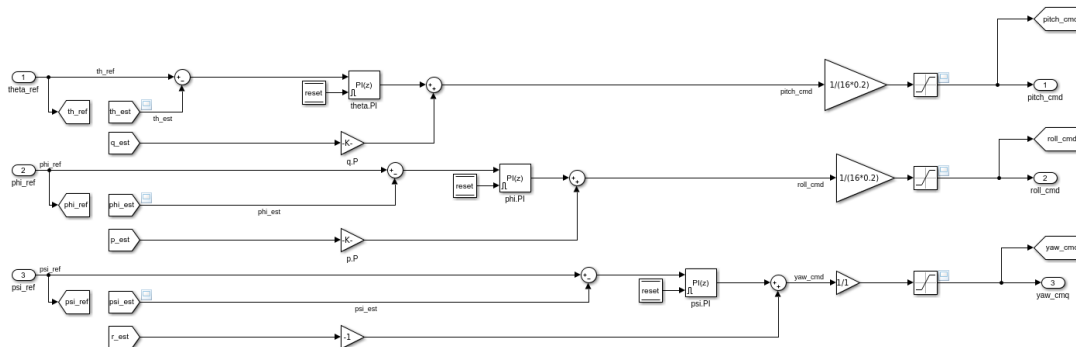 pitch_cmd
1
theta_ref
th_ref
th_ref
th_est
th_est
+
-
reset
PI(z)
theta.PI
+
+
pitch_cmd
1/(16*0.2)
1
pitch_cmd
q_est
-K-
q.P
roll_cmd
2
phi_ref
phi_ref
phi_ref
phi_est
phi_est
+
-
reset
PI(z)
phi.PI
+
+
roll_cmd
1/(16*0.2)
2
roll_cmd
p_est
-K-
p.P
yaw_cmd
3
psi_ref
psi_ref
psi_ref
psi_est
psi_est
+
-
reset
PI(z)
psi.PI
+
+
yaw_cmd
1/1
3
yaw_cmq
r_est
-1